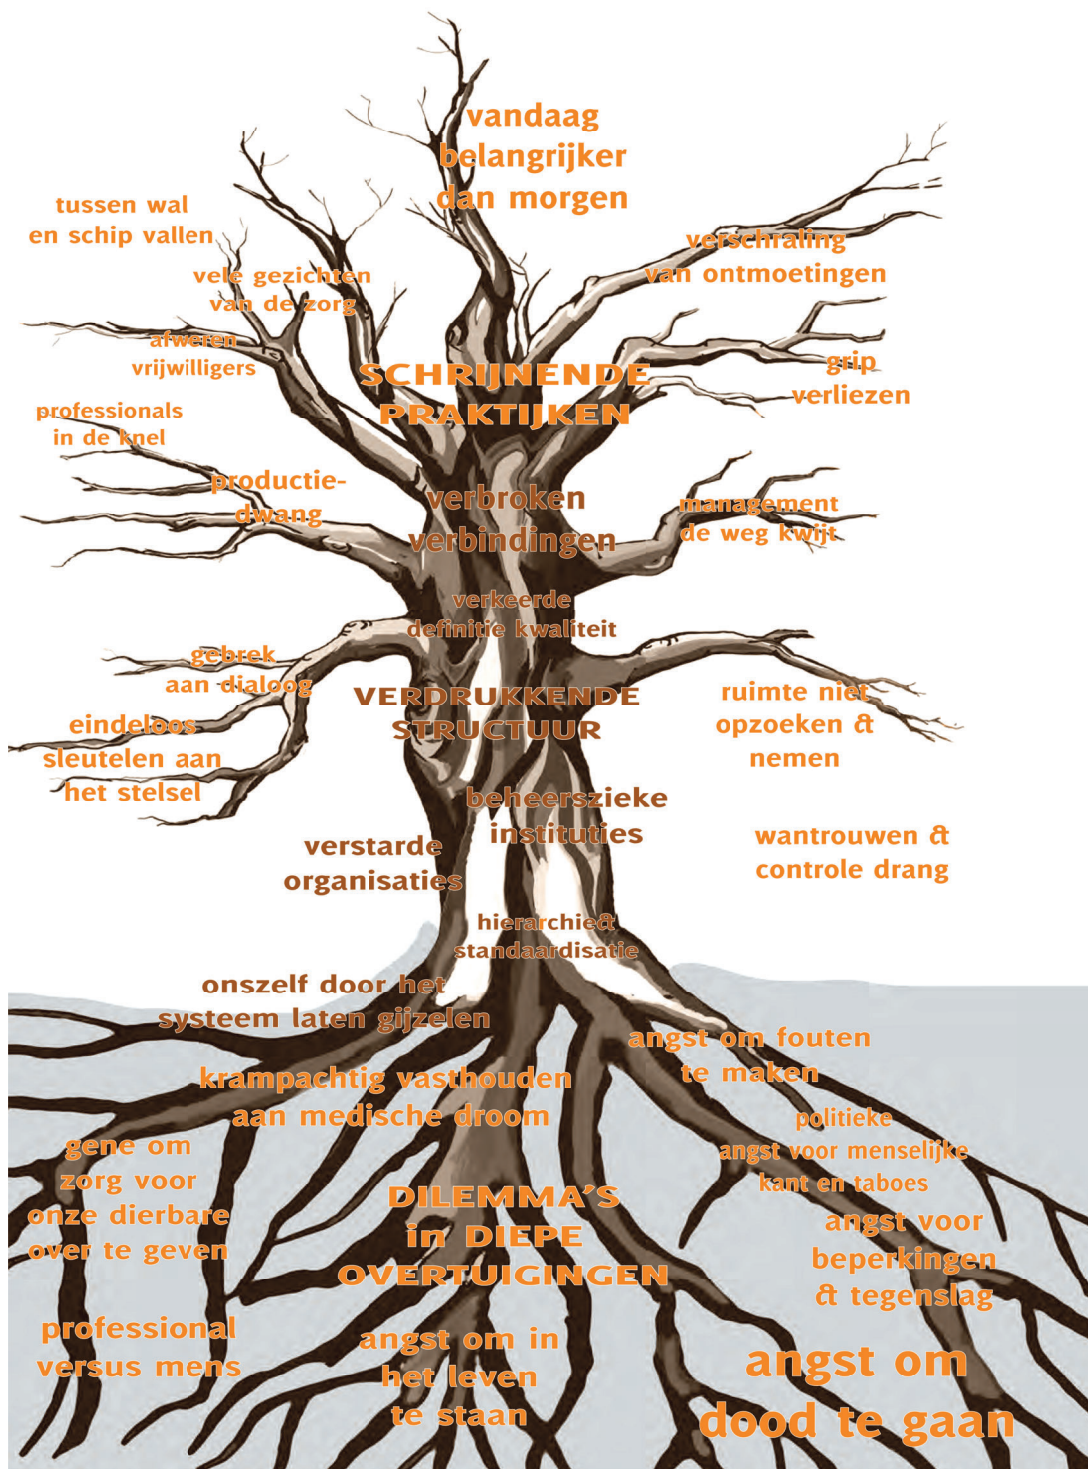 vandaag
belangrijker
dan morgen
tussen wal
en schip vallen
verschraling
van ontmoetingen
vele gezichten
van de zorg
afweren
vrijwilligers
SCHRIJNENDE
PRAKTIJKEN
grip
verliezen
professionals
in de knel
productie-
dwang
verbroken
verbindingen
management
de weg kwijt
verkeerde
definitie kwaliteit
gebrek
aan dialoog
VERDRUKKENDE
STRUCTUUR
ruimte niet
opzoeken &
nemen
eindeloos
sleutelen aan
het stelsel
beheerszieke
instituties
verstarde
organisaties
wantrouwen &
controle drang
hierarchie&
standaardisatie
onszelf door het
systeem laten gijzelen
angst om fouten
te maken
krampachtig vasthouden
aan medische droom
politieke
angst voor menselijke
kant en taboes
gene om
zorg voor
onze dierbare
over te geven
DILEMMA'S
in DIEPE
OVERTUIGINGEN
angst voor
beperkingen
& tegenslag
professional
versus mens
angst om in
het leven
te staan
angst om
dood te gaan